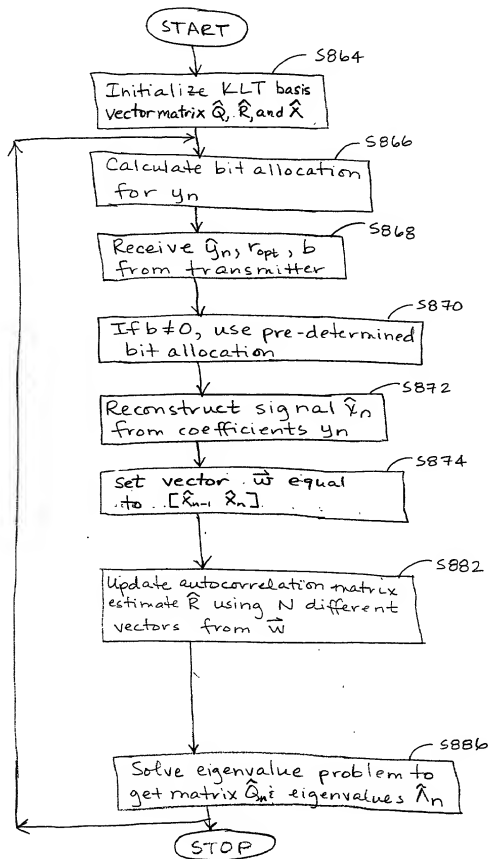 START
S864
Initialize KLT basis
vector matrix Q̂, R̂, and X̂
S866
Calculate bit allocation
for yn
S868
Receive ŷn, ropt, b
from transmitter
S870
If b≠0, use pre-determined
bit allocation
S872
Reconstruct signal x̂n
from coefficients yn
S874
Set vector w⃗ equal
to [x̂n-1 x̂n]
S882
Update autocorrelation matrix
estimate R̂ using N different
vectors from w⃗
S886
Solve eigenvalue problem to
get matrix Q̂n & eigenvalues Λ̂n
STOP